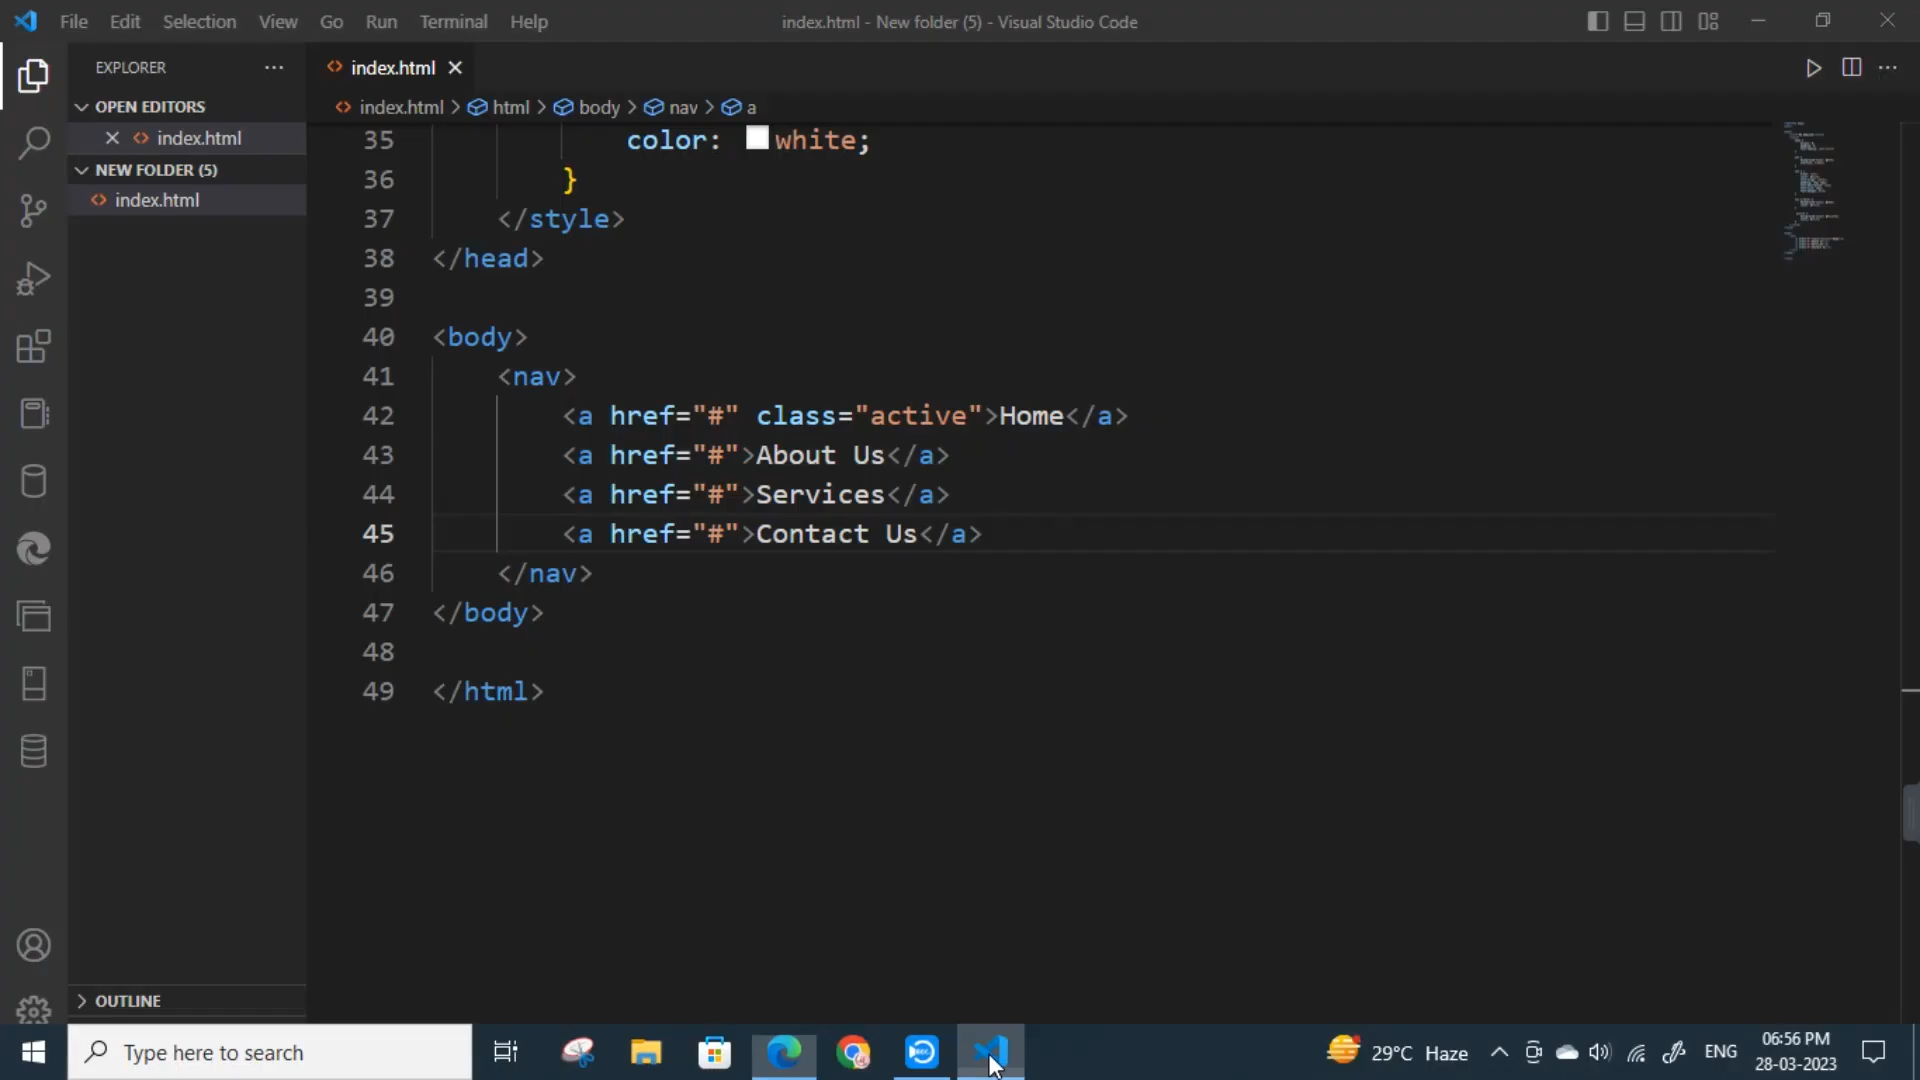 File Edit Selection View Go Run Terminal Help
index.html - New folder (5) - Visual Studio Code
EXPLORER
index.html
OPEN EDITORS
index.html
NEW FOLDER (5)
index.html
index.html > html > body > nav > a
35 color: white;
36 }
37 </style>
38 </head>
39
40 <body>
41 <nav>
42 <a href="#" class="active">Home</a>
43 <a href="#">About Us</a>
44 <a href="#">Services</a>
45 <a href="#">Contact Us</a>
46 </nav>
47 </body>
48
49 </html>
OUTLINE
Type here to search
29°C Haze
ENG
06:56 PM
28-03-2023